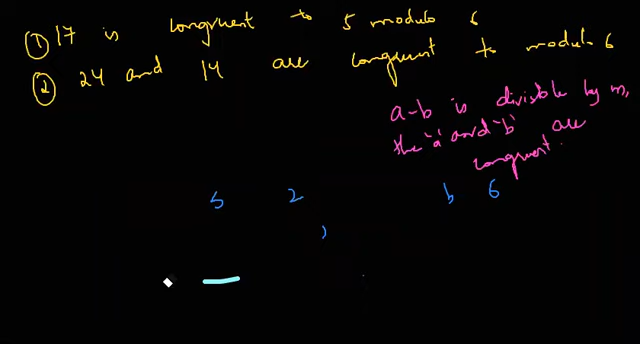 ① 17 is congruent to 5 modulo 6
② 24 and 14 are congruent to modulo 6
a-b is divisble by m,
the 'a' and 'b' are
congruent.
5 2 b 6